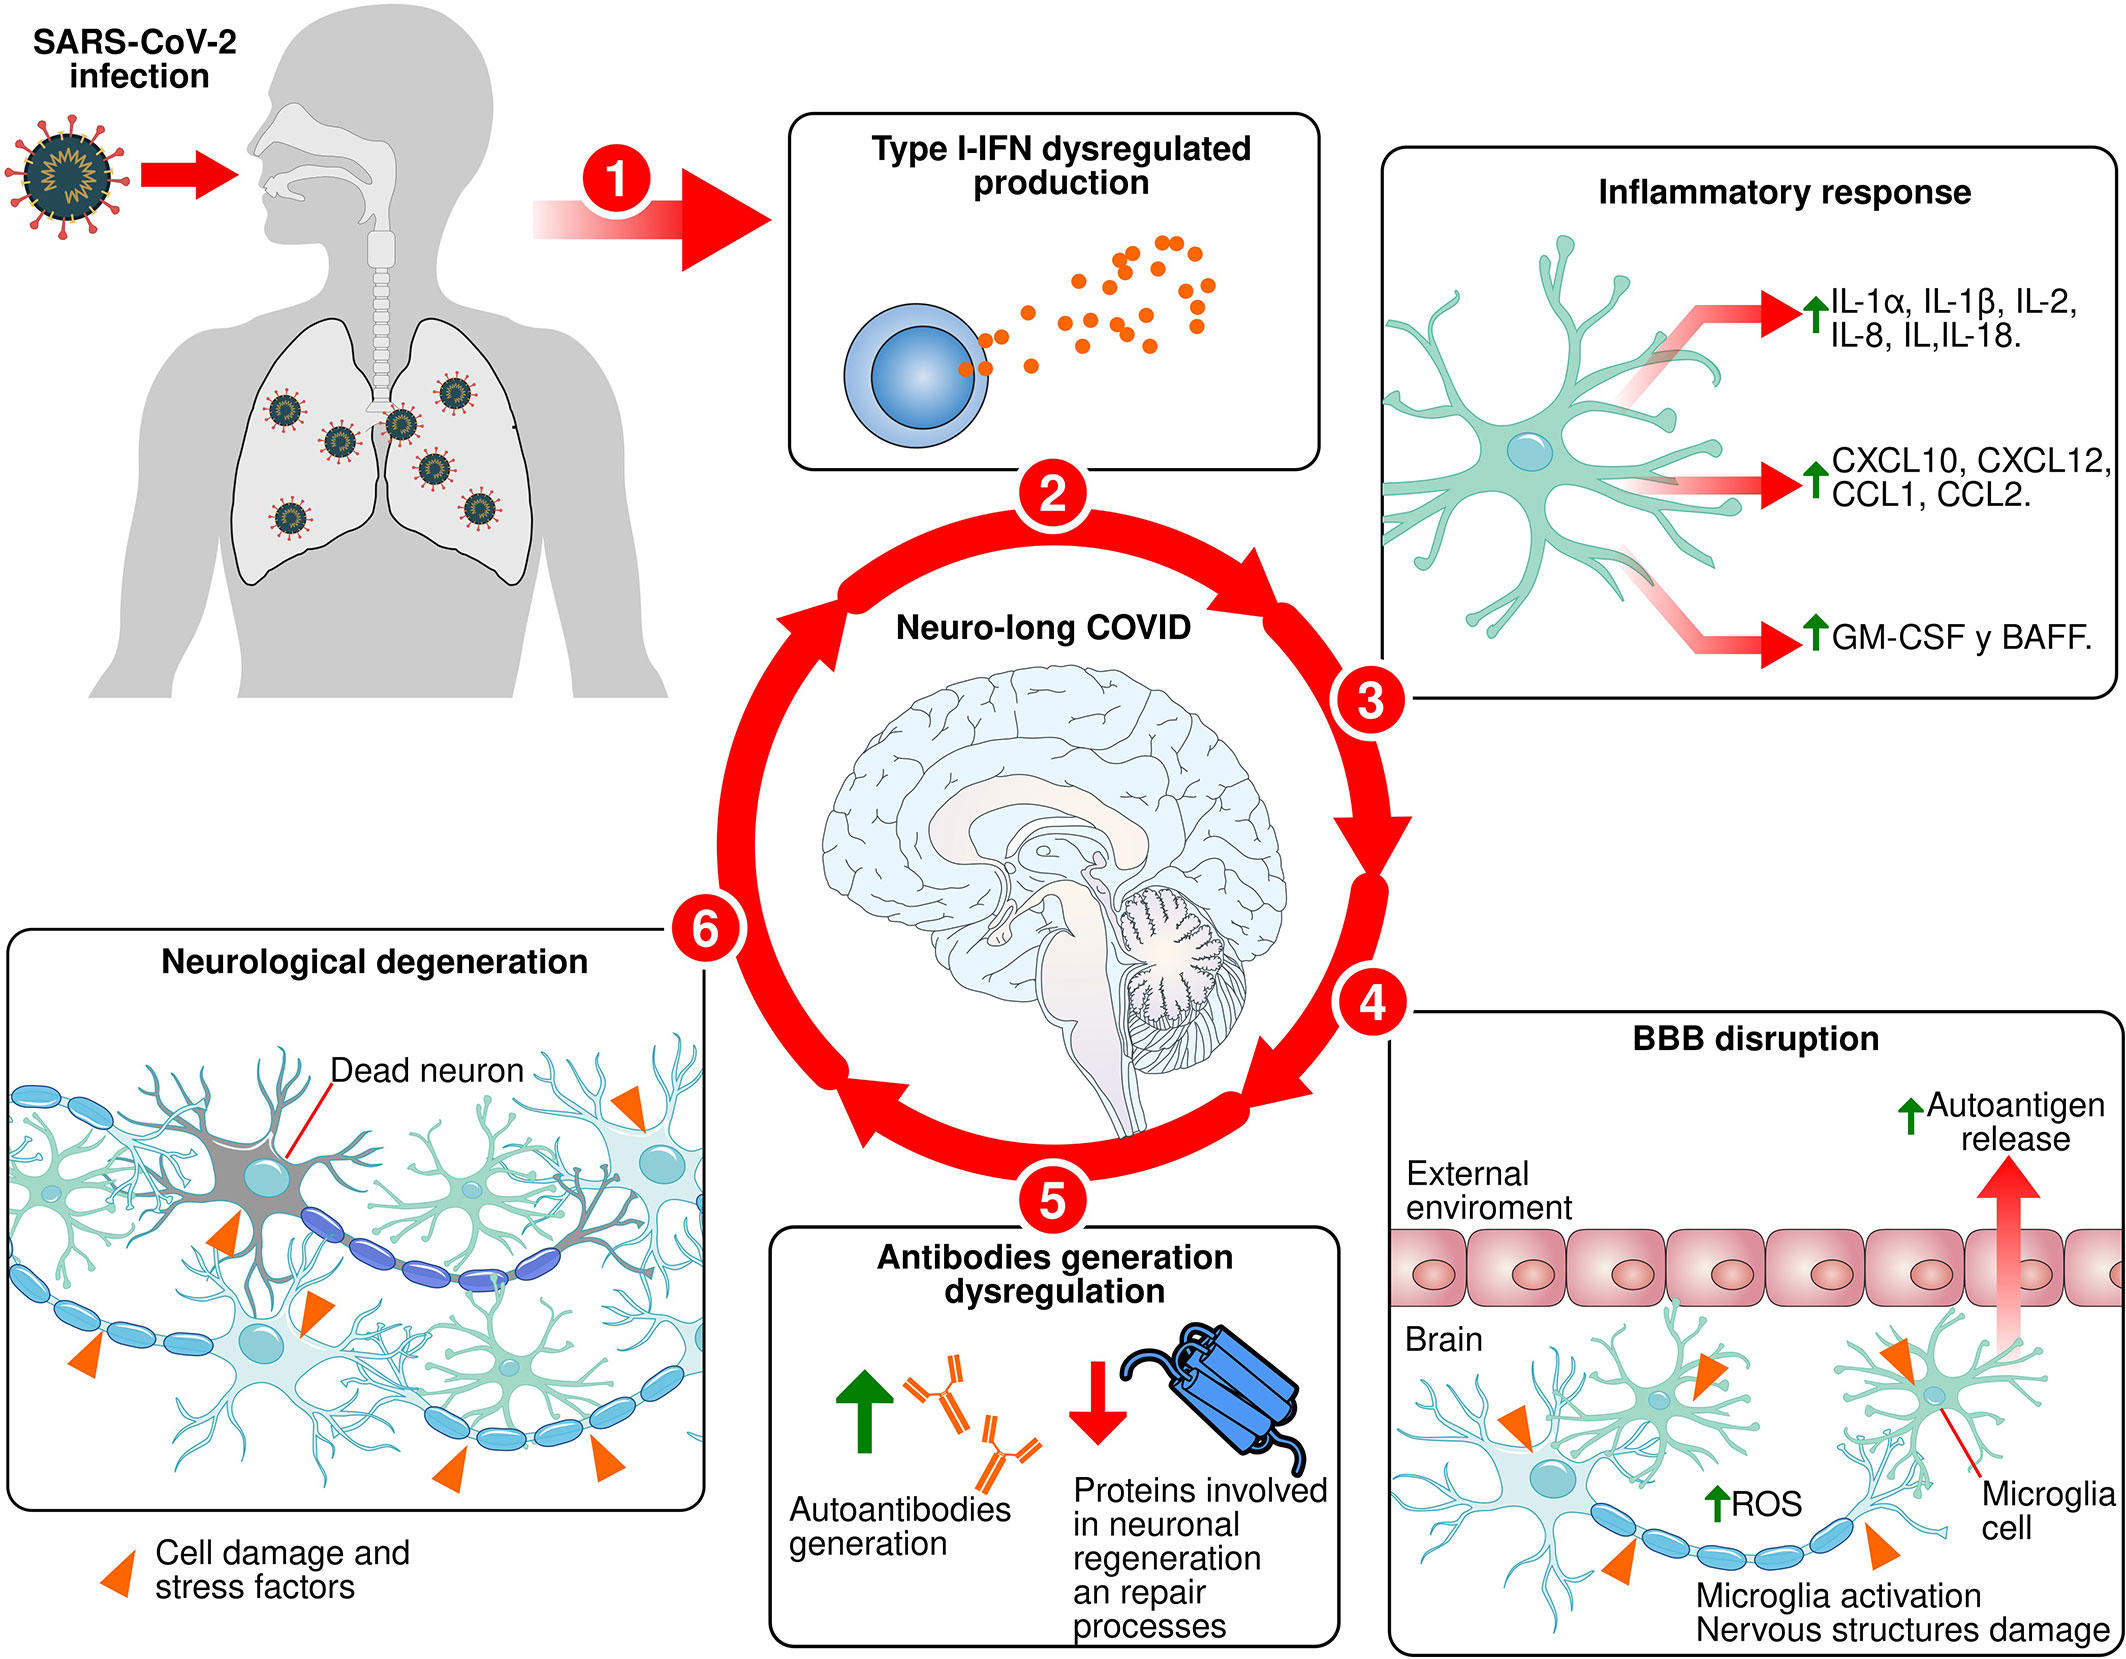 SARS-CoV-2
infection
1
Type I-IFN dysregulated
production
2
Inflammatory response
IL-1α, IL-1β, IL-2,
IL-8, IL,IL-18.
CXCL10, CXCL12,
CCL1, CCL2.
GM-CSF y BAFF.
3
Neuro-long COVID
4
BBB disruption
Autoantigen
release
External
enviroment
Brain
ROS
Microglia
cell
Microglia activation
Nervous structures damage
5
Antibodies generation
dysregulation
Autoantibodies
generation
Proteins involved
in neuronal
regeneration
an repair
processes
6
Neurological degeneration
Dead neuron
Cell damage and
stress factors